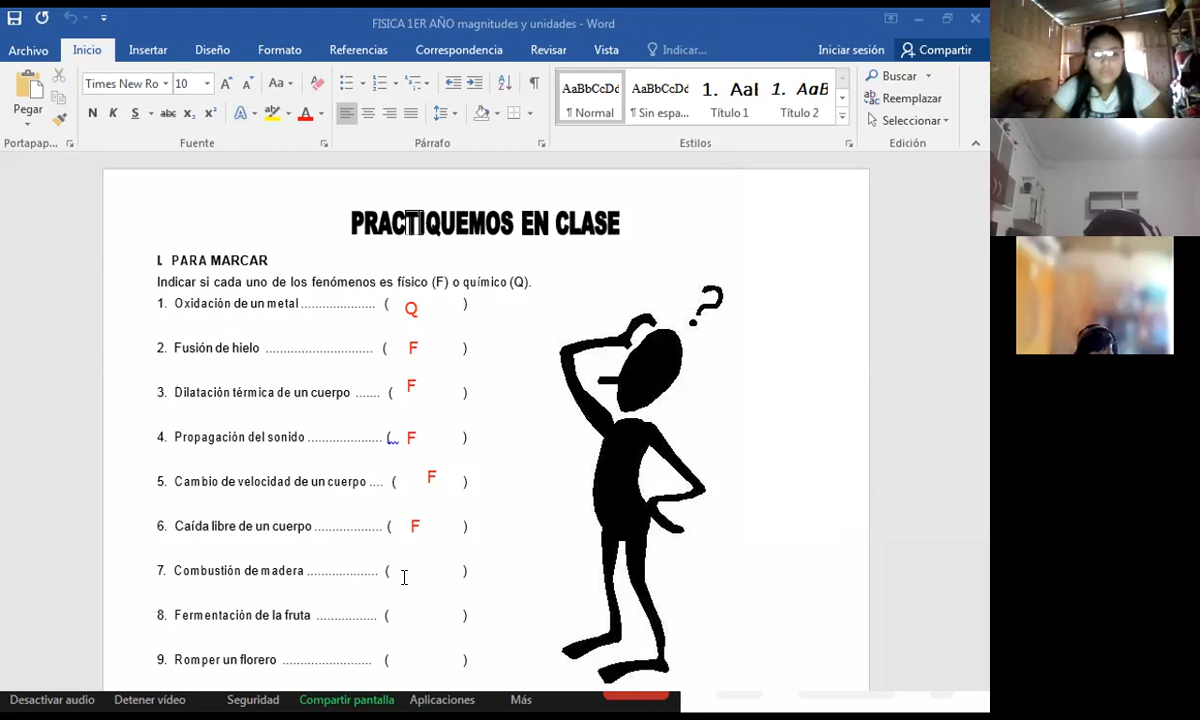 FISICA 1ER AÑO magnitudes y unidades - Word
Archivo Inicio Insertar Diseño Formato Referencias Correspondencia Revisar Vista Indicar... Iniciar sesión Compartir
Pegar
Times New Ro 10 Aa
N K S abc x₂ x² A A
AaBbCcDd AaBbCcDd 1. AaI 1. AaB
¶ Normal ¶ Sin espa... Título 1 Título 2
Buscar
Reemplazar
Seleccionar
Portapap... Fuente Párrafo Estilos Edición
PRACTIQUEMOS EN CLASE
I. PARA MARCAR
Indicar si cada uno de los fenómenos es físico (F) o químico (Q).
1. Oxidación de un metal .................... ( Q )
2. Fusión de hielo ............................ ( F )
3. Dilatación térmica de un cuerpo ....... ( F )
4. Propagación del sonido .................... ( F )
5. Cambio de velocidad de un cuerpo .... ( F )
6. Caída libre de un cuerpo .................. ( F )
7. Combustión de madera .................... ( )
8. Fermentación de la fruta ................. ( )
9. Romper un florero ........................ ( )
?
Desactivar audio Detener vídeo Seguridad Compartir pantalla Aplicaciones Más